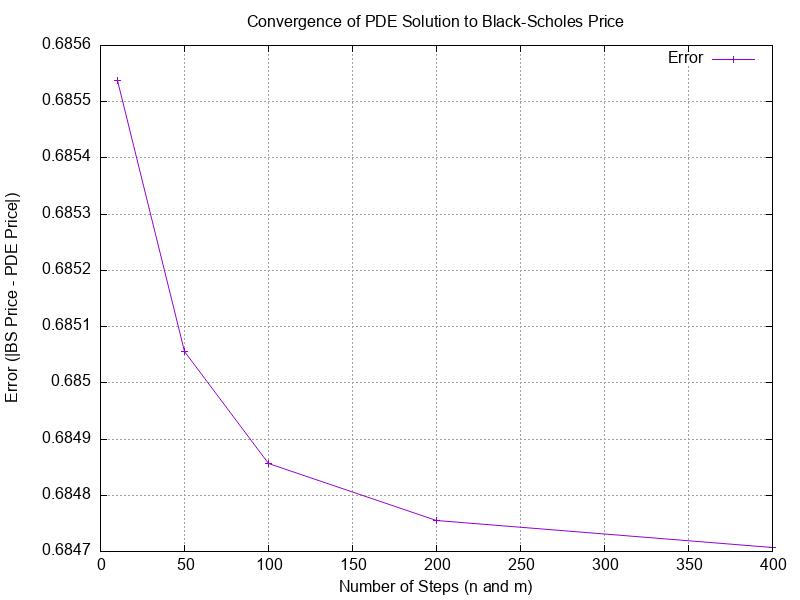 Convergence of PDE Solution to Black-Scholes Price
0.6856
Error
0.6855
0.6854
0.6853
0.6852
0.6851
0.685
0.6849
0.6848
0.6847
Error (|BS Price - PDE Price|)
0 50 100 150 200 250 300 350 400
Number of Steps (n and m)